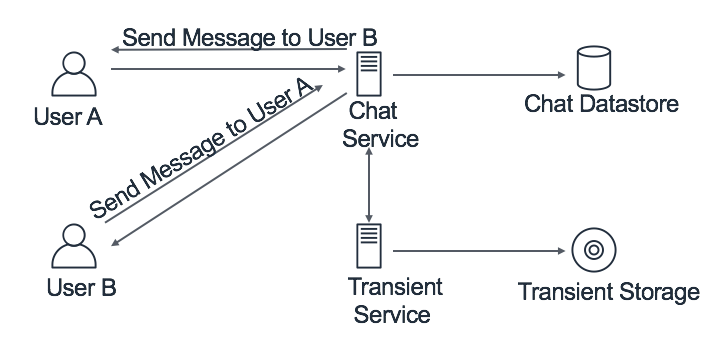 Send Message to User B
User A
Chat
Service
Chat Datastore
Send Message to User A
User B
Transient
Service
Transient Storage